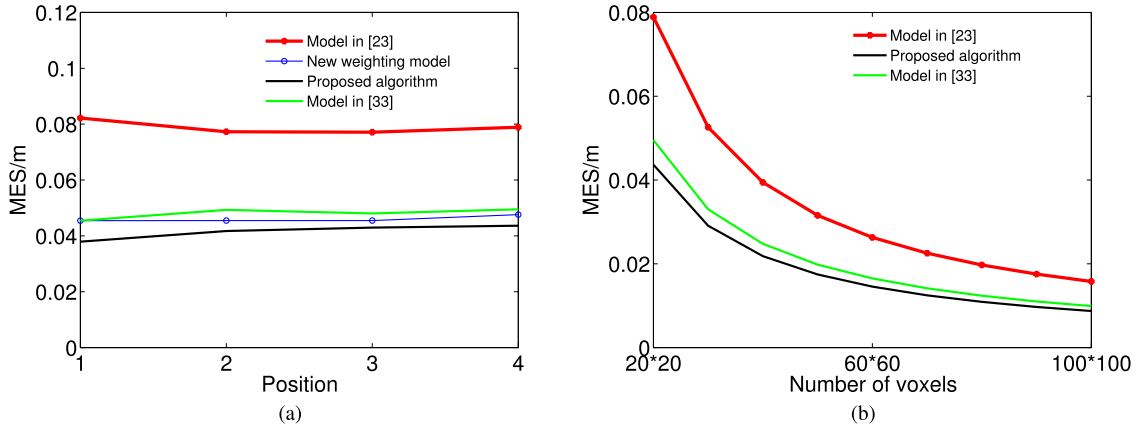 0.12
0.1
0.08
0.06
0.04
0.02
0
MES/m
1 2 3 4
Position
Model in [23]
New weighting model
Proposed algorithm
Model in [33]
(a)
0.08
0.06
0.04
0.02
0
MES/m
20*20 60*60 100*100
Number of voxels
Model in [23]
Proposed algorithm
Model in [33]
(b)